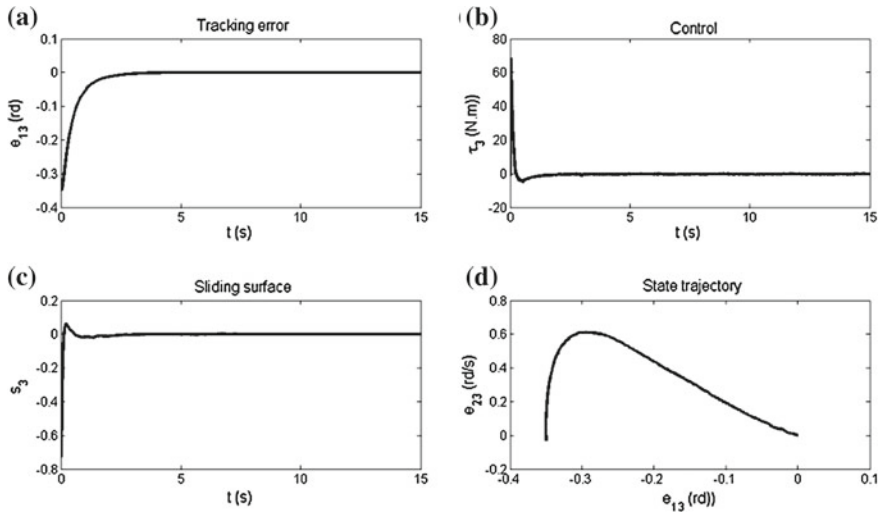 (a)
Tracking error
0.1
0
-0.1
-0.2
-0.3
-0.4
e13 (rd)
0 5 10 15
t (s)
(b)
Control
80
60
40
20
0
-20
τ3 (N.m))
0 5 10 15
t (s)
(c)
Sliding surface
0.2
0
-0.2
-0.4
-0.6
-0.8
s3
0 5 10 15
t (s)
(d)
State trajectory
0.8
0.6
0.4
0.2
0
-0.2
e23 (rd/s)
-0.4 -0.3 -0.2 -0.1 0 0.1
e13 (rd))